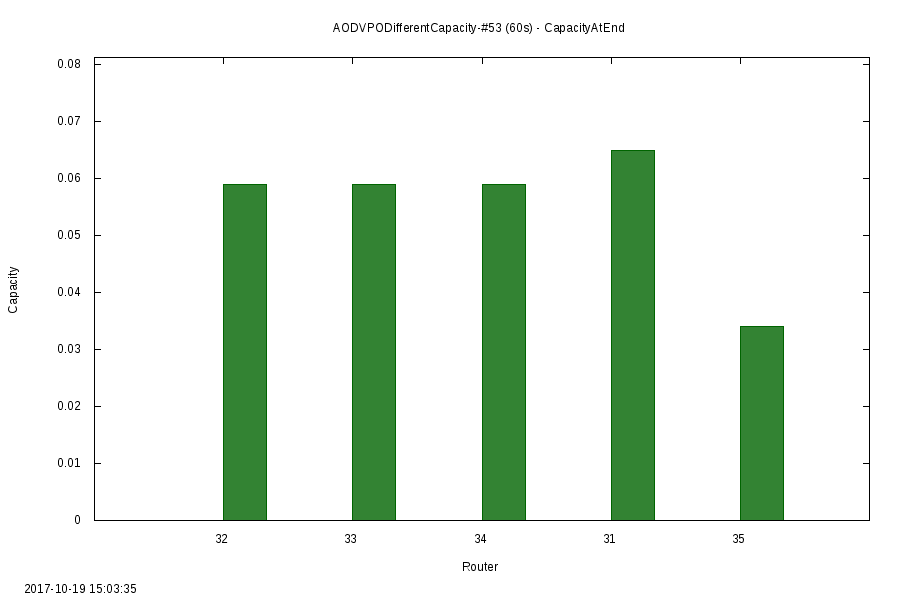 AODVPODifferentCapacity-#53 (60s) - CapacityAtEnd
0.08
0.07
0.06
0.05
0.04
0.03
0.02
0.01
0
Capacity
32 33 34 31 35
Router
2017-10-19 15:03:35